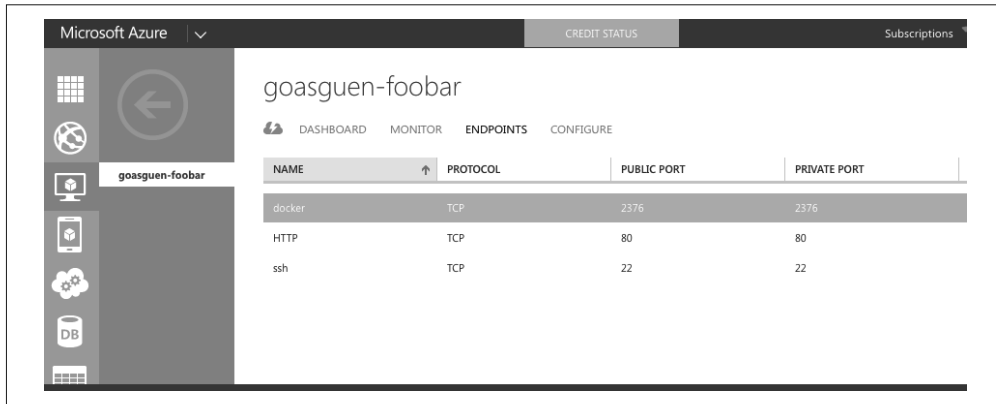 Microsoft Azure CREDIT STATUS Subscriptions
goasguen-foobar
DASHBOARD MONITOR ENDPOINTS CONFIGURE
goasguen-foobar
NAME PROTOCOL PUBLIC PORT PRIVATE PORT
docker TCP 2376 2376
HTTP TCP 80 80
ssh TCP 22 22
DB